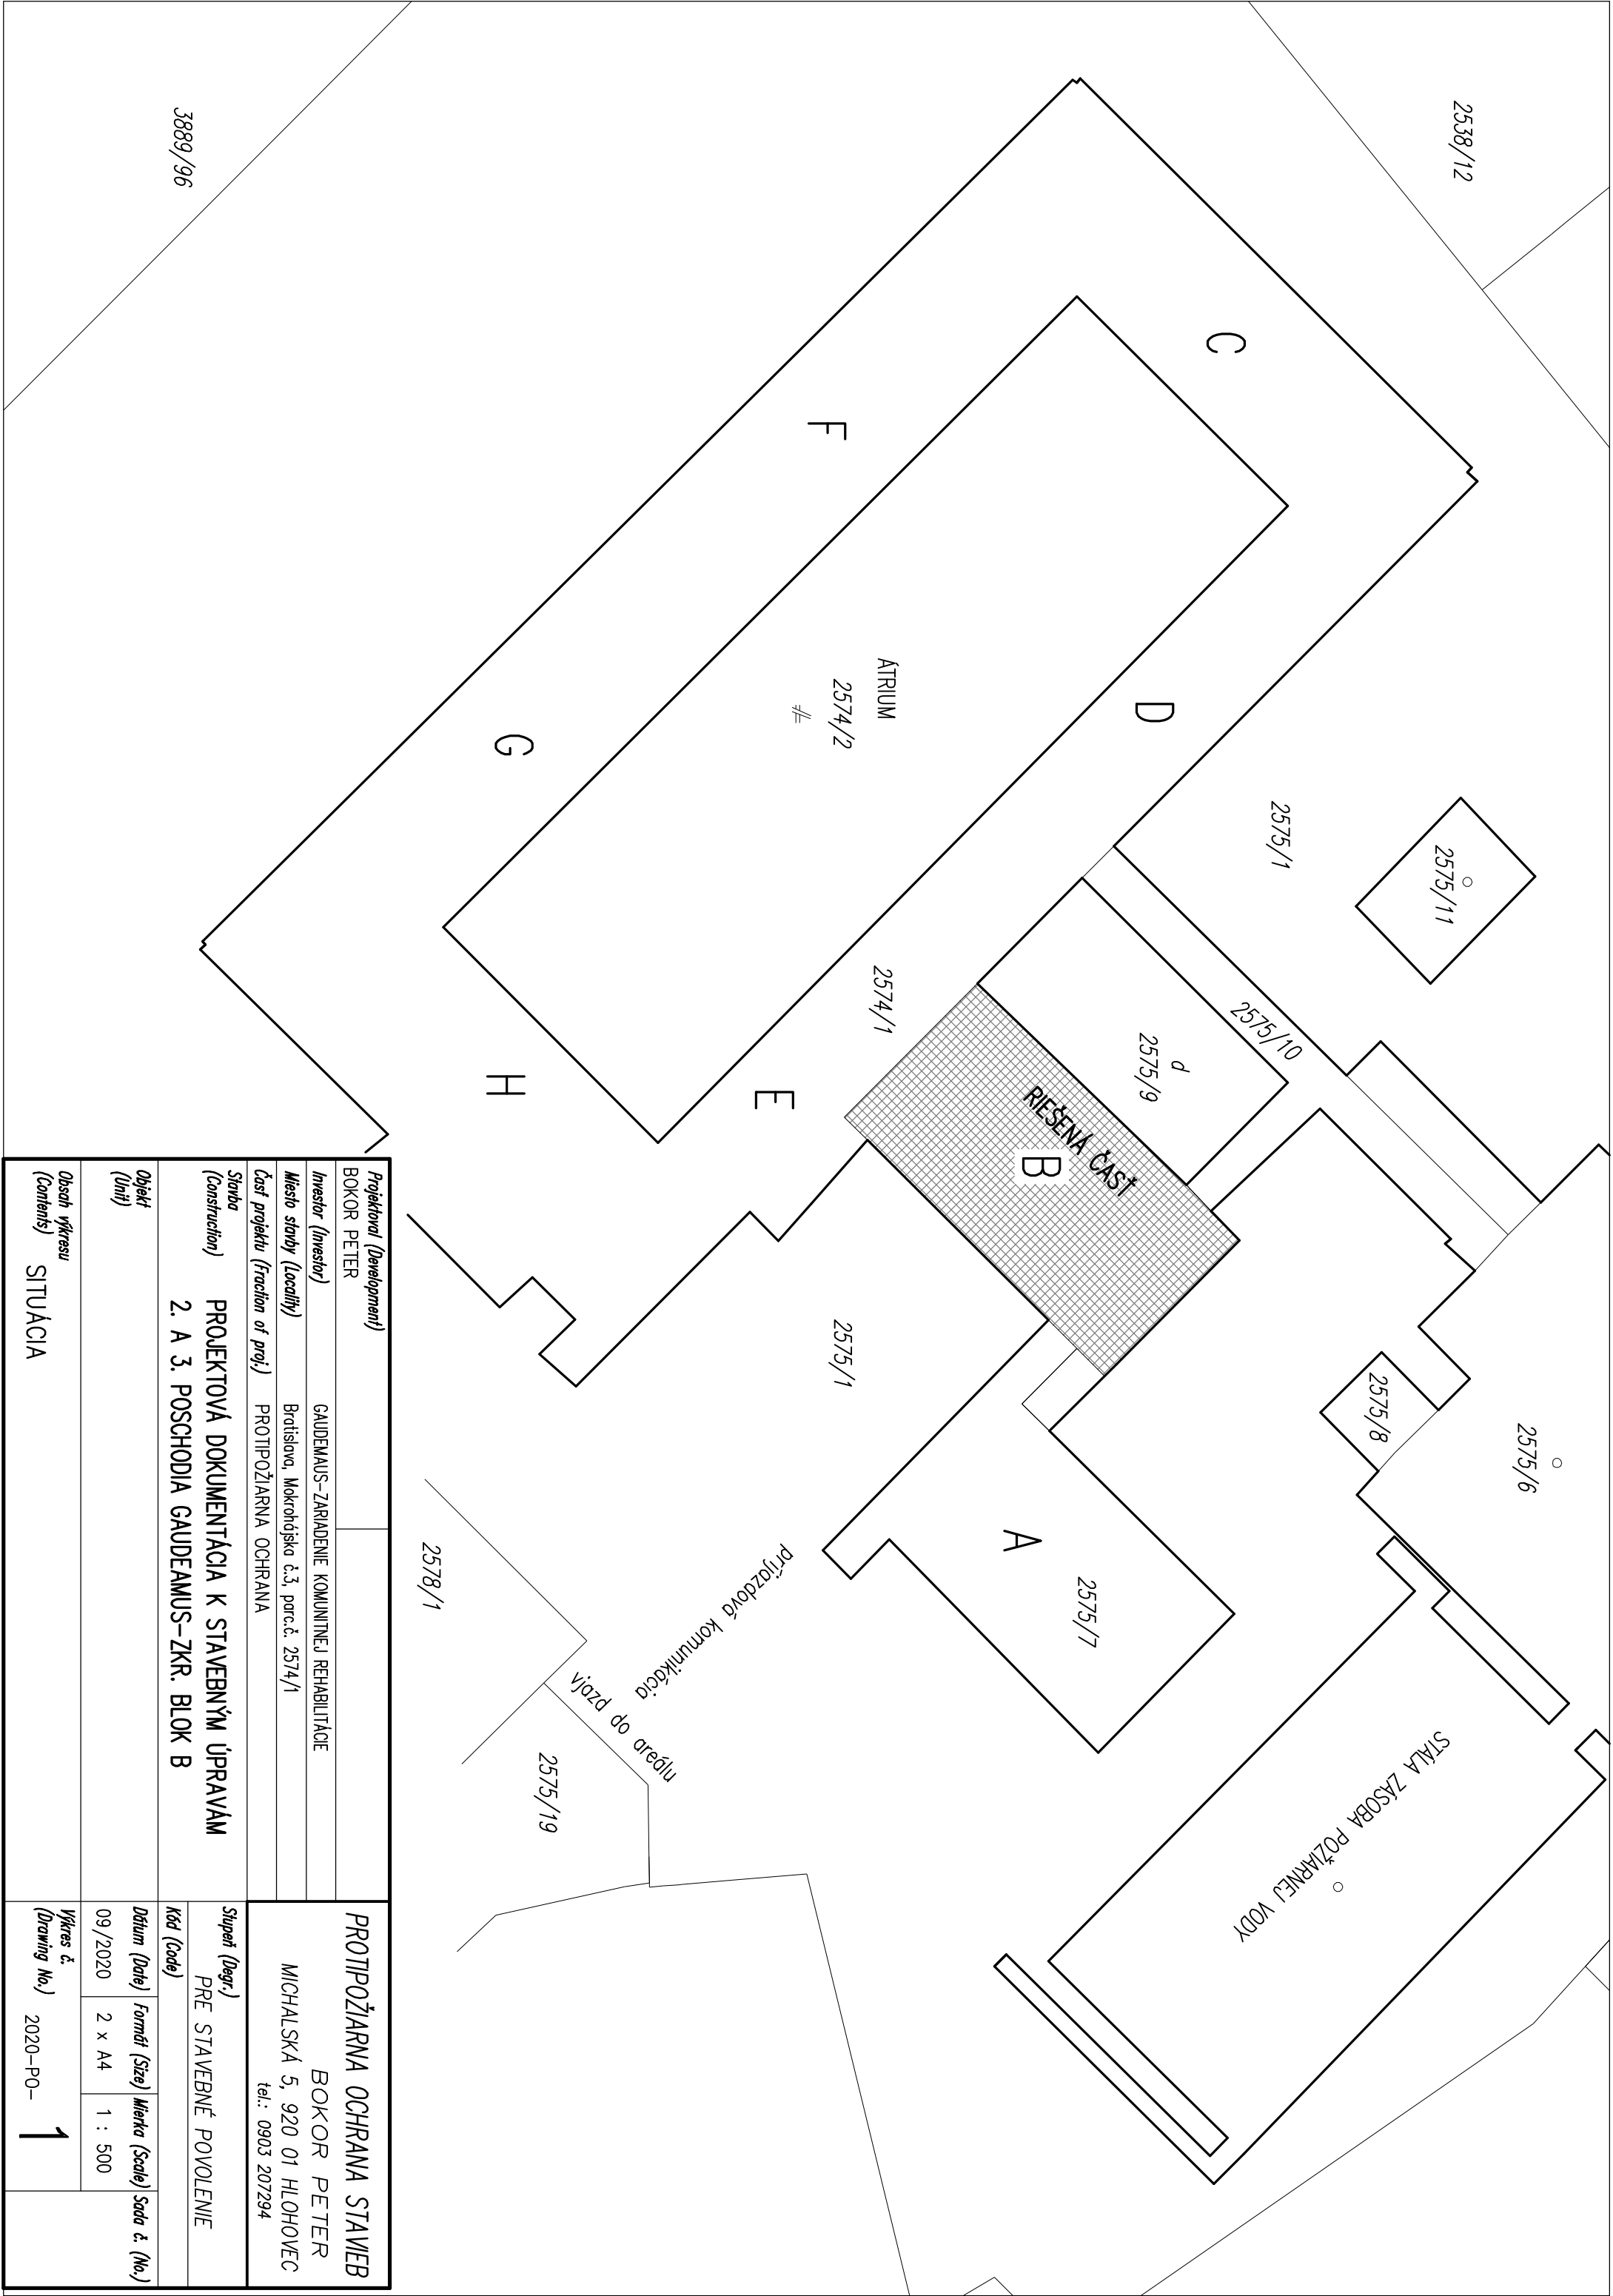 2538/12
3889/96
C
F
D
ÁTRIUM
2574/2
G
2575/1
2575/11
2574/1
2575/10
d
2575/9
H
E
RIEŠENÁ ČASŤ
B
2575/1
2575/8
2575/6
A
2575/7
príjazdová komunikácia
2578/1
vjazd do areálu
2575/19
STÁLA ZÁSOBA POŽIARNEJ VODY
Projektoval (Development)
BOKOR PETER
Investor (Investor) GAUDEMAUS-ZARIADENIE KOMUNITNEJ REHABILITÁCIE
Miesto stavby (Locality) Bratislava, Mokrohájska č.3, parc.č. 2574/1
Časť projektu (Fraction of proj.) PROTIPOŽIARNA OCHRANA
Stavba
(Construction)
PROJEKTOVÁ DOKUMENTÁCIA K STAVEBNÝM ÚPRAVÁM
2. A 3. POSCHODIA GAUDEAMUS-ZKR. BLOK B
Objekt
(Unit)
Obsah výkresu
(Contents)
SITUÁCIA
PROTIPOŽIARNA OCHRANA STAVIEB
BOKOR PETER
MICHALSKÁ 5, 920 01 HLOHOVEC
tel.: 0903 207294
Stupeň (Degr.)
PRE STAVEBNÉ POVOLENIE
Kód (Code)
Dátum (Date) Formát (Size) Mierka (Scale) Sada č. (No.)
09/2020 2 x A4 1 : 500
Výkres č.
(Drawing No.) 2020-PO- 1